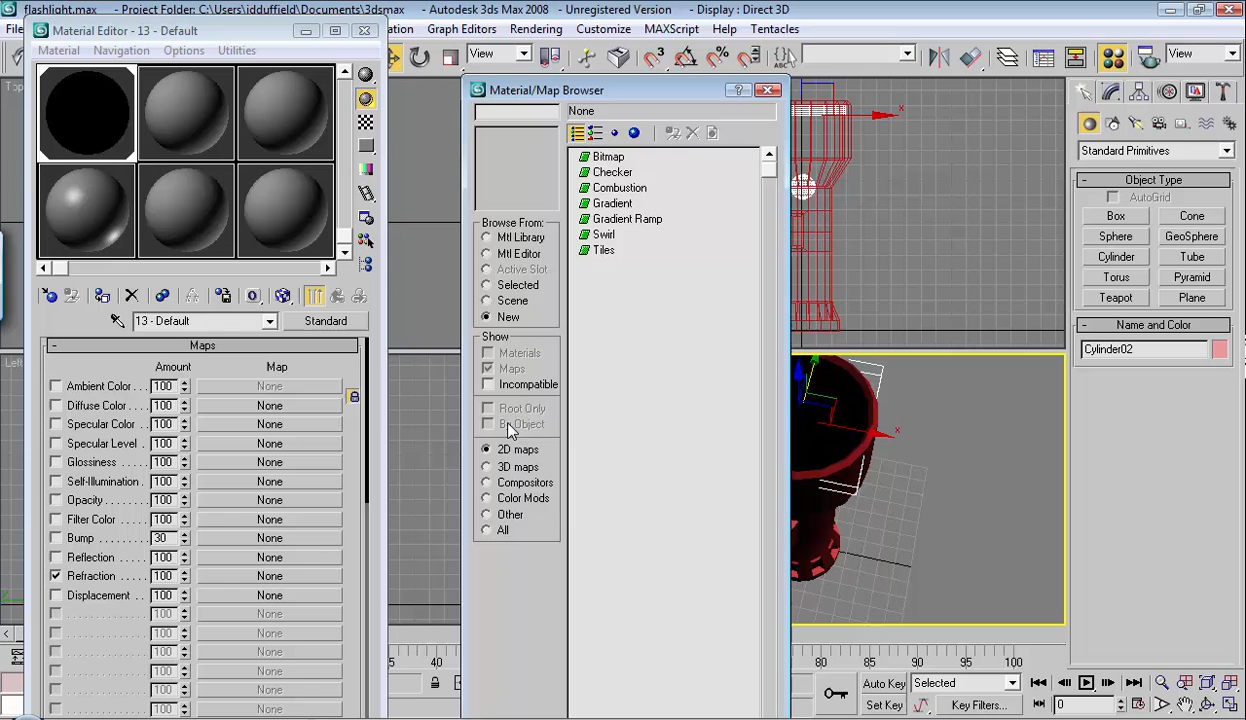 flashlight.max - Project Folder: C:\Users\idduffield\Documents\3dsmax - Autodesk 3ds Max 2008 - Unregistered Version - Display : Direct 3D
Graph Editors Rendering Customize MAXScript Help Tentacles
View
View
Material Editor - 13 - Default
Material Navigation Options Utilities
13 - Default
Standard
Maps
Amount Map
Ambient Color . . . 100 None
Diffuse Color . . . . 100 None
Specular Color . . . 100 None
Specular Level . . . 100 None
Glossiness . . . . . . 100 None
Self-Illumination . . . 100 None
Opacity . . . . . . . . 100 None
Filter Color . . . . . . 100 None
Bump . . . . . . . . . 30 None
Reflection . . . . . . 100 None
Refraction . . . . . . 100 None
Displacement . . . . 100 None
100 None
100 None
100 None
100 None
100 None
100 None
Material/Map Browser
None
Bitmap
Checker
Combustion
Gradient
Gradient Ramp
Swirl
Tiles
Browse From:
Mtl Library
Mtl Editor
Active Slot
Selected
Scene
New
Show
Materials
Maps
Incompatible
Root Only
By Object
2D maps
3D maps
Compositors
Color Mods
Other
All
x
x
Standard Primitives
Object Type
AutoGrid
Box Cone
Sphere GeoSphere
Cylinder Tube
Torus Pyramid
Teapot Plane
Name and Color
Cylinder02
40 80 85 90 95 100
Auto Key Selected
Set Key Key Filters... 0